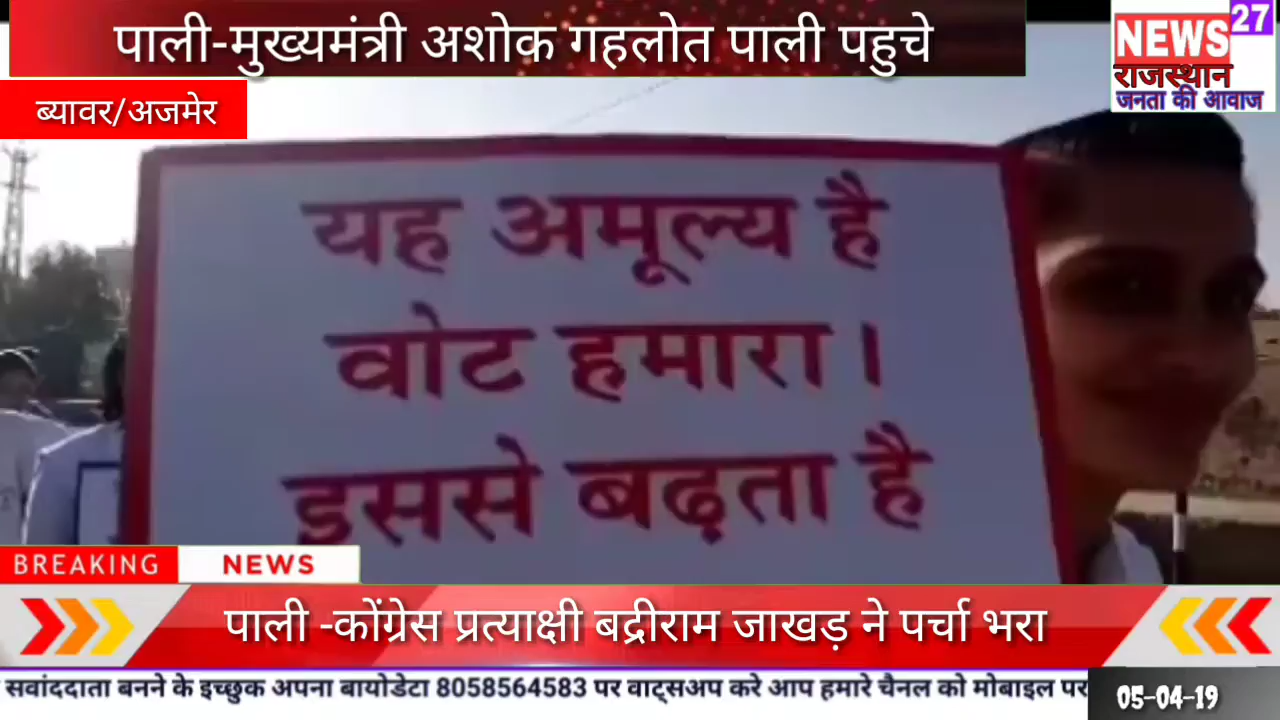 पाली-मुख्यमंत्री अशोक गहलोत पाली पहुचे
NEWS 27
राजस्थान
जनता की आवाज
ब्यावर/अजमेर
यह अमूल्य है
वोट हमारा।
इससे बढ़ता है
BREAKING NEWS
पाली -कोंग्रेस प्रत्याक्षी बद्रीराम जाखड़ ने पर्चा भरा
सवांददाता बनने के इच्छुक अपना बायोडेटा 8058564583 पर वाट्सअप करे आप हमारे चैनल को मोबाइल पर
05-04-19